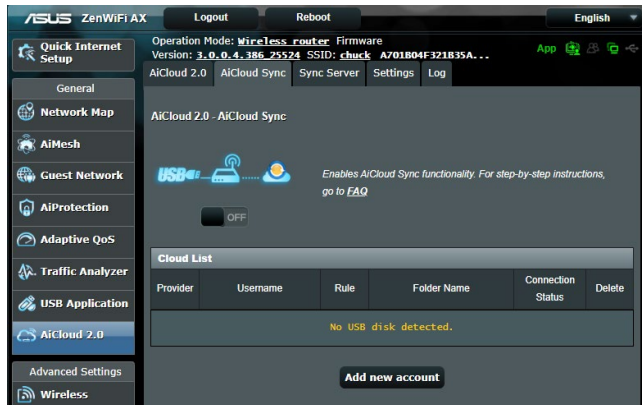 ASUS ZenWiFi AX Logout Reboot English
Quick Internet Setup
Operation Mode: Wireless router Firmware
Version: 3.0.0.4.386_25524 SSID: chuck A701B04F321B35A...
App
AiCloud 2.0 AiCloud Sync Sync Server Settings Log
General
Network Map
AiMesh
Guest Network
AiProtection
Adaptive QoS
Traffic Analyzer
USB Application
AiCloud 2.0
Advanced Settings
Wireless
AiCloud 2.0 - AiCloud Sync
USB
Enables AiCloud Sync functionality. For step-by-step instructions,
go to FAQ
OFF
Cloud List
Provider Username Rule Folder Name Connection Status Delete
No USB disk detected.
Add new account